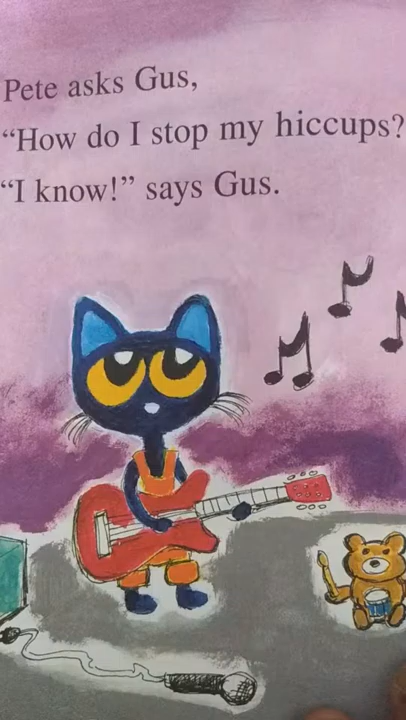 Pete asks Gus,
“How do I stop my hiccups?
“I know!” says Gus.